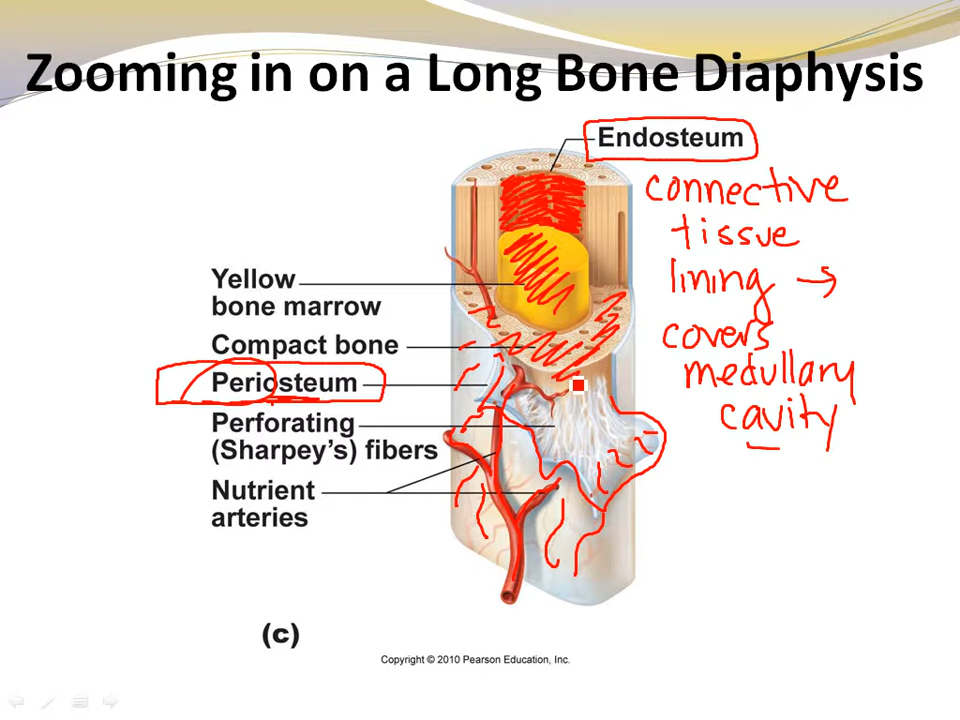 Zooming in on a Long Bone Diaphysis
Endosteum
connective
tissue
lining →
covers
medullary
cavity
Yellow
bone marrow
Compact bone
Periosteum
Perforating
(Sharpey's) fibers
Nutrient
arteries
(c)
Copyright © 2010 Pearson Education, Inc.